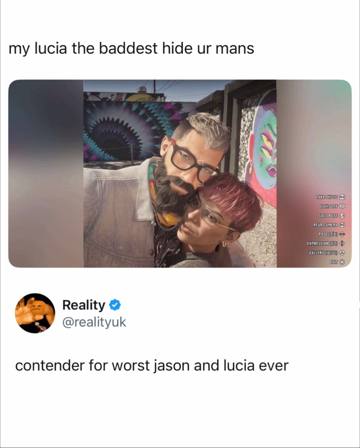 my lucia the baddest hide ur mans
Reality
@realityuk
contender for worst jason and lucia ever